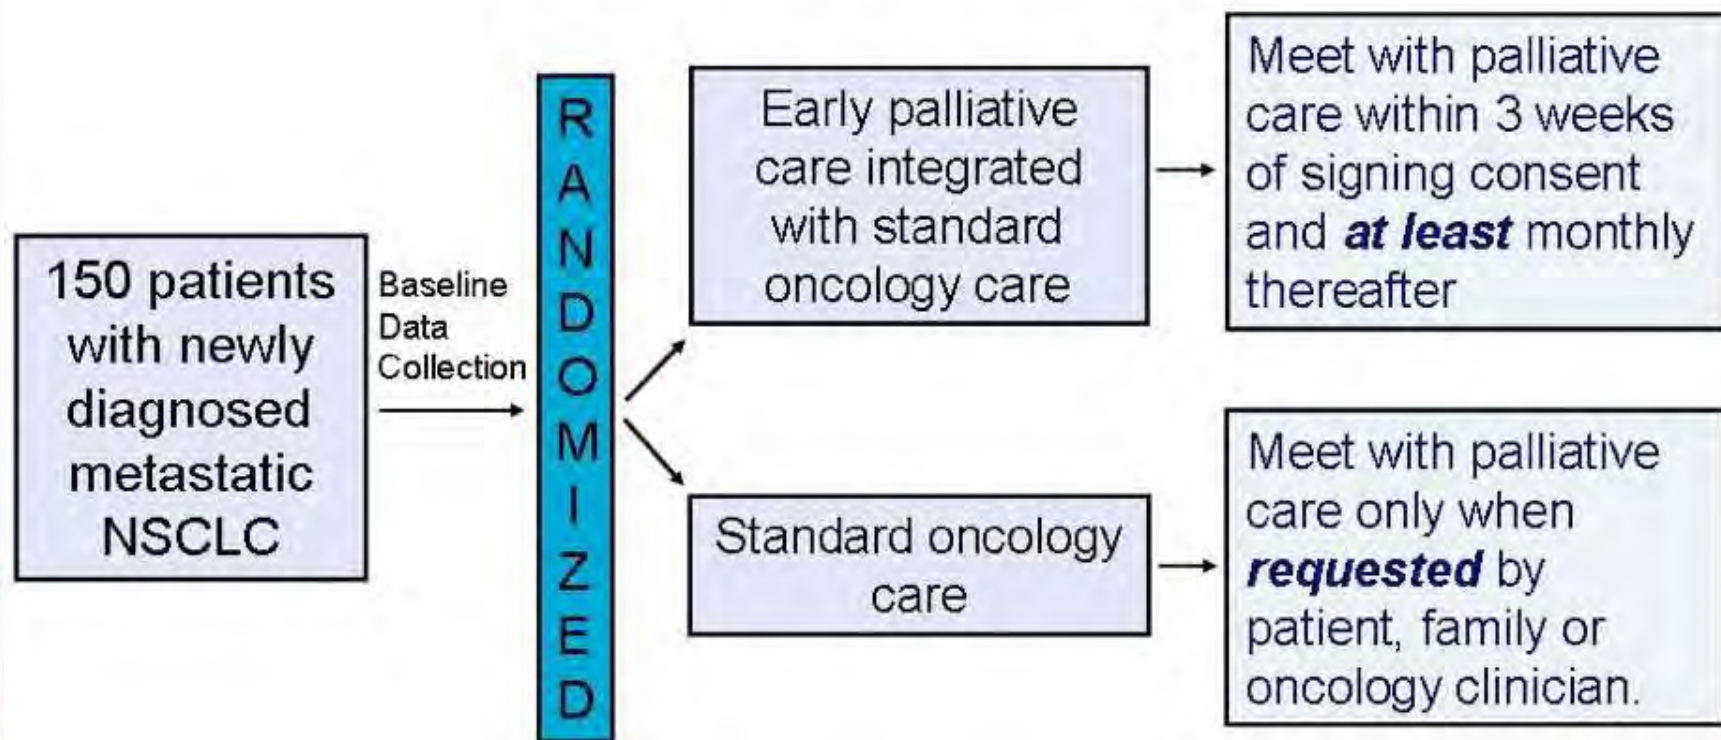 150 patients
with newly
diagnosed
metastatic
NSCLC
Baseline
Data
Collection
R
A
N
D
O
M
I
Z
E
D
Early palliative
care integrated
with standard
oncology care
Meet with palliative
care within 3 weeks
of signing consent
and at least monthly
thereafter
Standard oncology
care
Meet with palliative
care only when
requested by
patient, family or
oncology clinician.